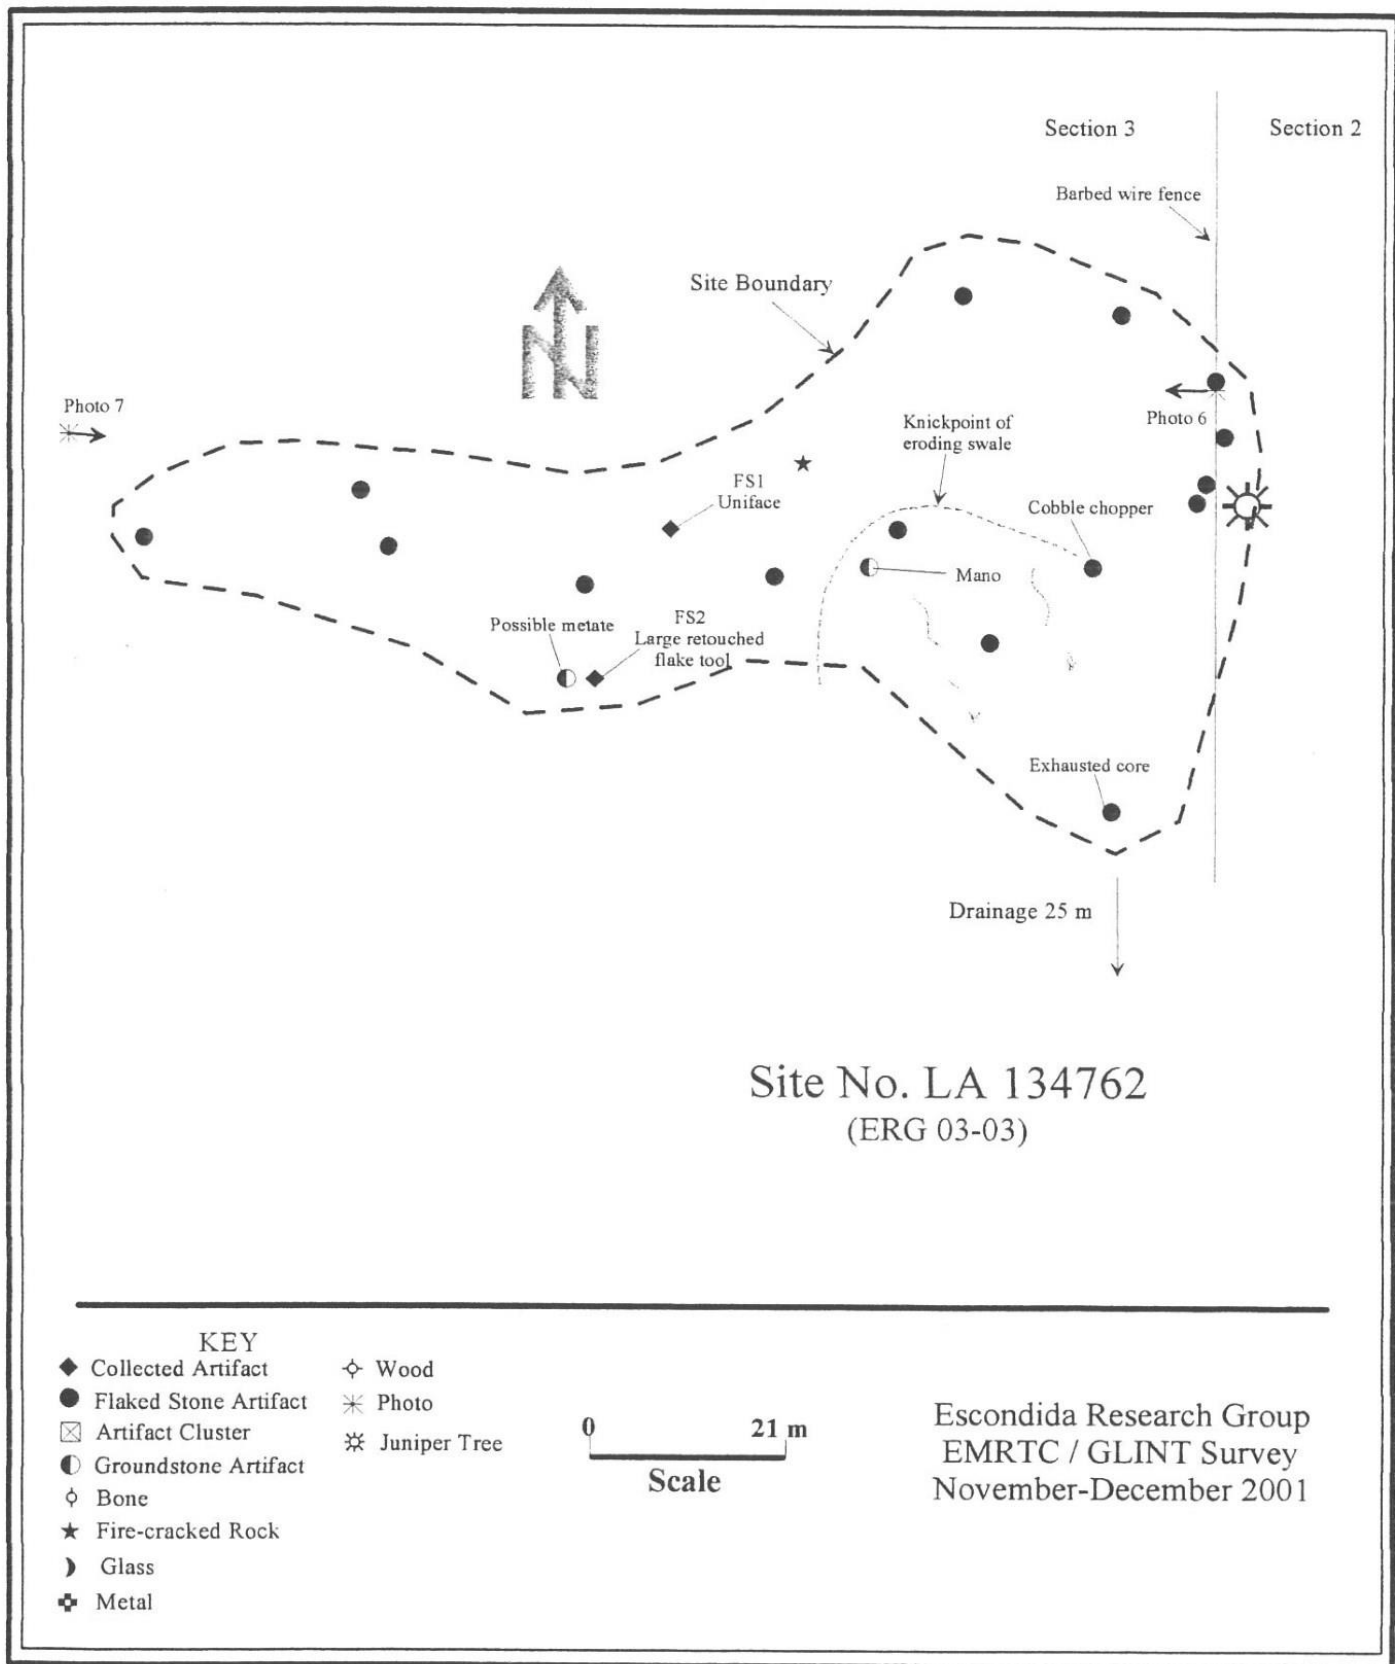 Section 3
Section 2
Barbed wire fence
Site Boundary
N
Photo 7
Photo 6
Knickpoint of
eroding swale
FS1
Uniface
Cobble chopper
Mano
FS2
Possible metate
Large retouched
flake tool
Exhausted core
Drainage 25 m
Site No. LA 134762
(ERG 03-03)
KEY
Collected Artifact
Flaked Stone Artifact
Artifact Cluster
Groundstone Artifact
Bone
Fire-cracked Rock
Glass
Metal
Wood
Photo
Juniper Tree
0 21 m
Scale
Escondida Research Group
EMRTC / GLINT Survey
November-December 2001